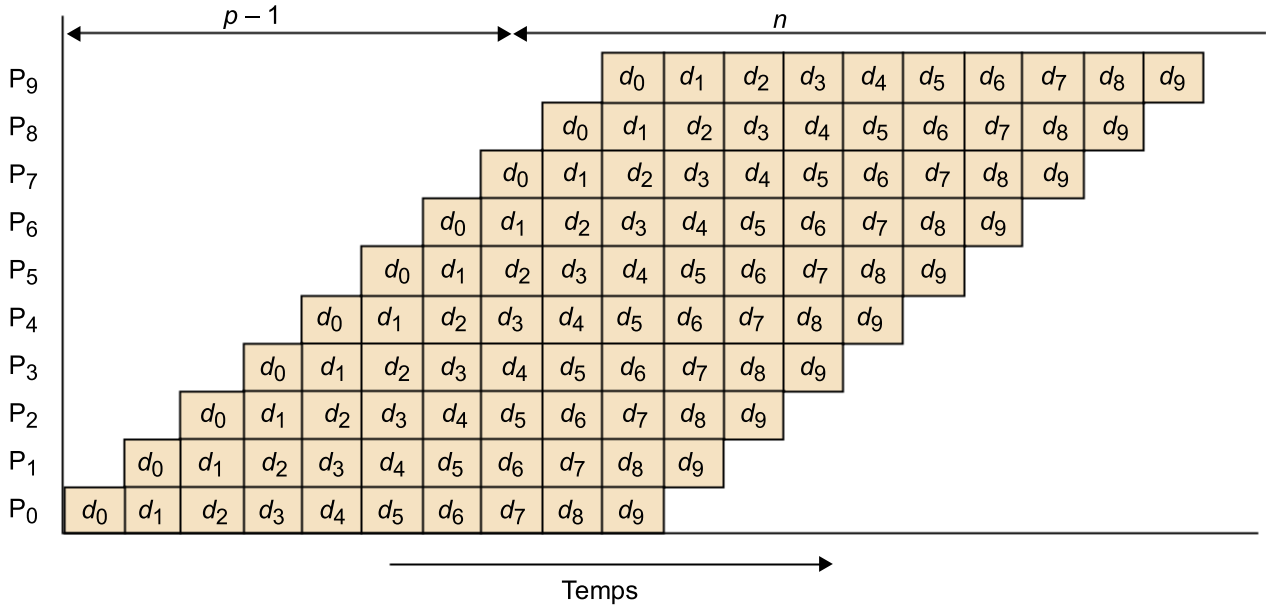 p – 1 n
P9 d0 d1 d2 d3 d4 d5 d6 d7 d8 d9
P8 d0 d1 d2 d3 d4 d5 d6 d7 d8 d9
P7 d0 d1 d2 d3 d4 d5 d6 d7 d8 d9
P6 d0 d1 d2 d3 d4 d5 d6 d7 d8 d9
P5 d0 d1 d2 d3 d4 d5 d6 d7 d8 d9
P4 d0 d1 d2 d3 d4 d5 d6 d7 d8 d9
P3 d0 d1 d2 d3 d4 d5 d6 d7 d8 d9
P2 d0 d1 d2 d3 d4 d5 d6 d7 d8 d9
P1 d0 d1 d2 d3 d4 d5 d6 d7 d8 d9
P0 d0 d1 d2 d3 d4 d5 d6 d7 d8 d9
Temps